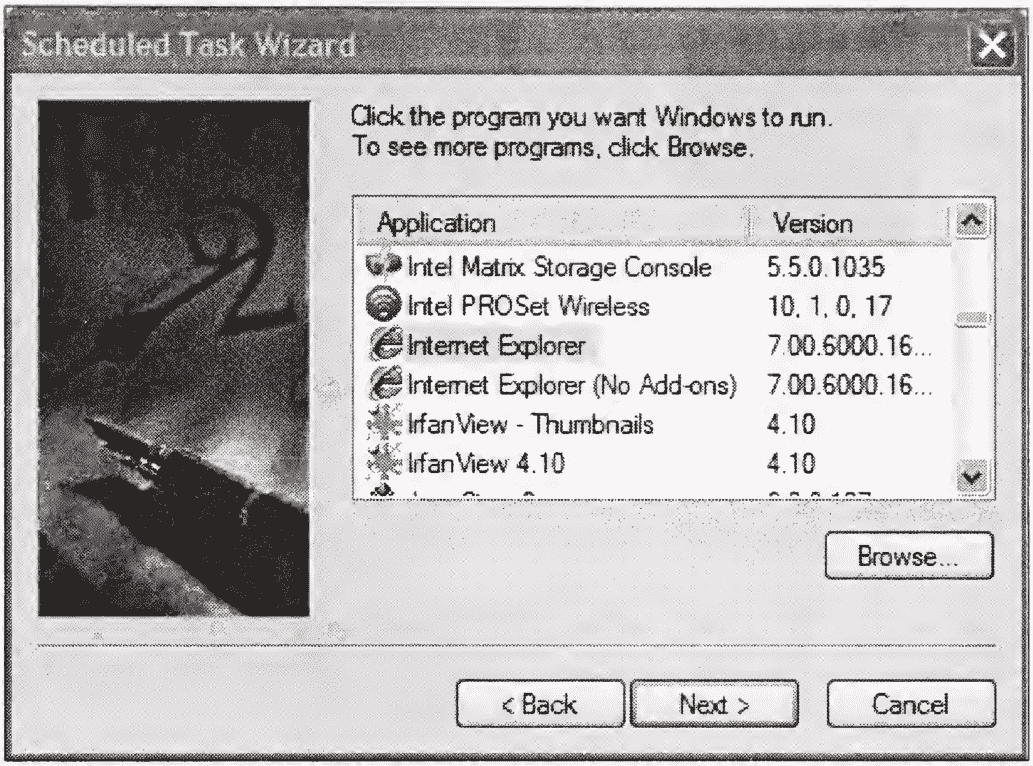 Scheduled Task Wizard
Click the program you want Windows to run.
To see more programs, click Browse.
Application Version
Intel Matrix Storage Console 5.5.0.1035
Intel PROSet Wireless 10, 1, 0, 17
Internet Explorer 7.00.6000.16...
Internet Explorer (No Add-ons) 7.00.6000.16...
IrfanView - Thumbnails 4.10
IrfanView 4.10 4.10
Browse...
< Back Next > Cancel